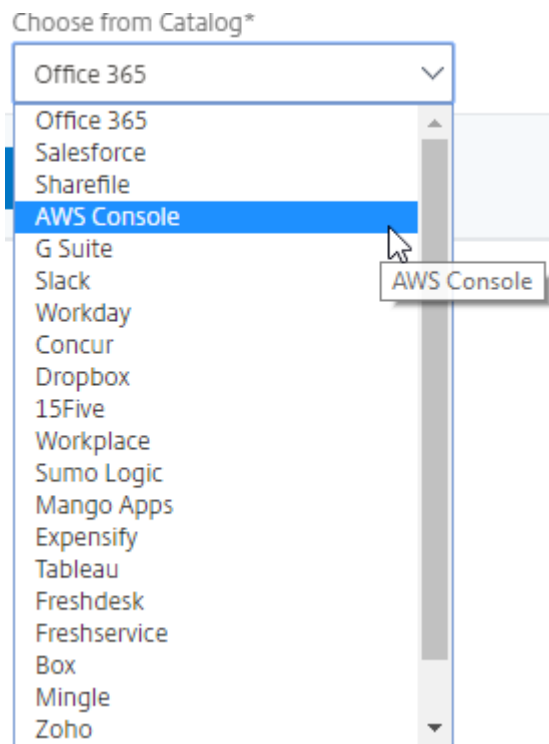 Choose from Catalog*
Office 365
Office 365
Salesforce
Sharefile
AWS Console
G Suite
Slack
AWS Console
Workday
Concur
Dropbox
15Five
Workplace
Sumo Logic
Mango Apps
Expensify
Tableau
Freshdesk
Freshservice
Box
Mingle
Zoho